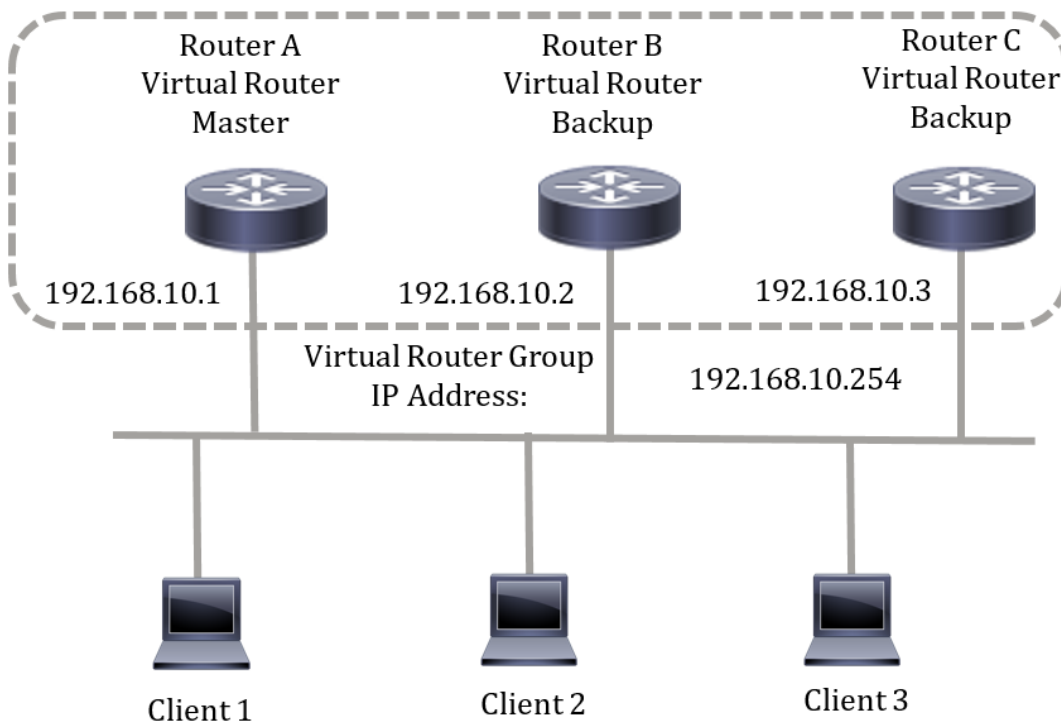 Router A
Virtual Router
Master
Router B
Virtual Router
Backup
Router C
Virtual Router
Backup
192.168.10.1
192.168.10.2
192.168.10.3
Virtual Router Group
IP Address:
192.168.10.254
Client 1
Client 2
Client 3